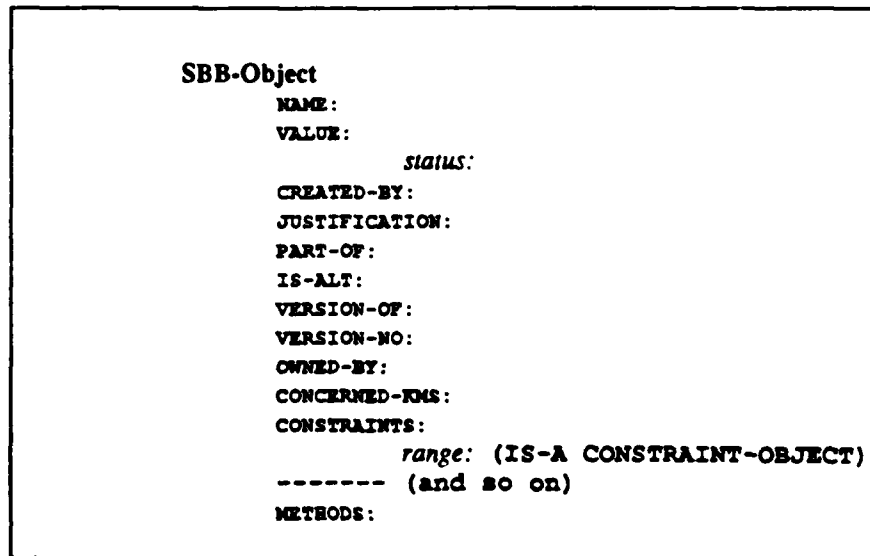 SBB-Object
NAME:
VALUE:
status:
CREATED-BY:
JUSTIFICATION:
PART-OF:
IS-ALT:
VERSION-OF:
VERSION-NO:
OWNED-BY:
CONCERNED-KMS:
CONSTRAINTS:
range: (IS-A CONSTRAINT-OBJECT)
------- (and so on)
METHODS: